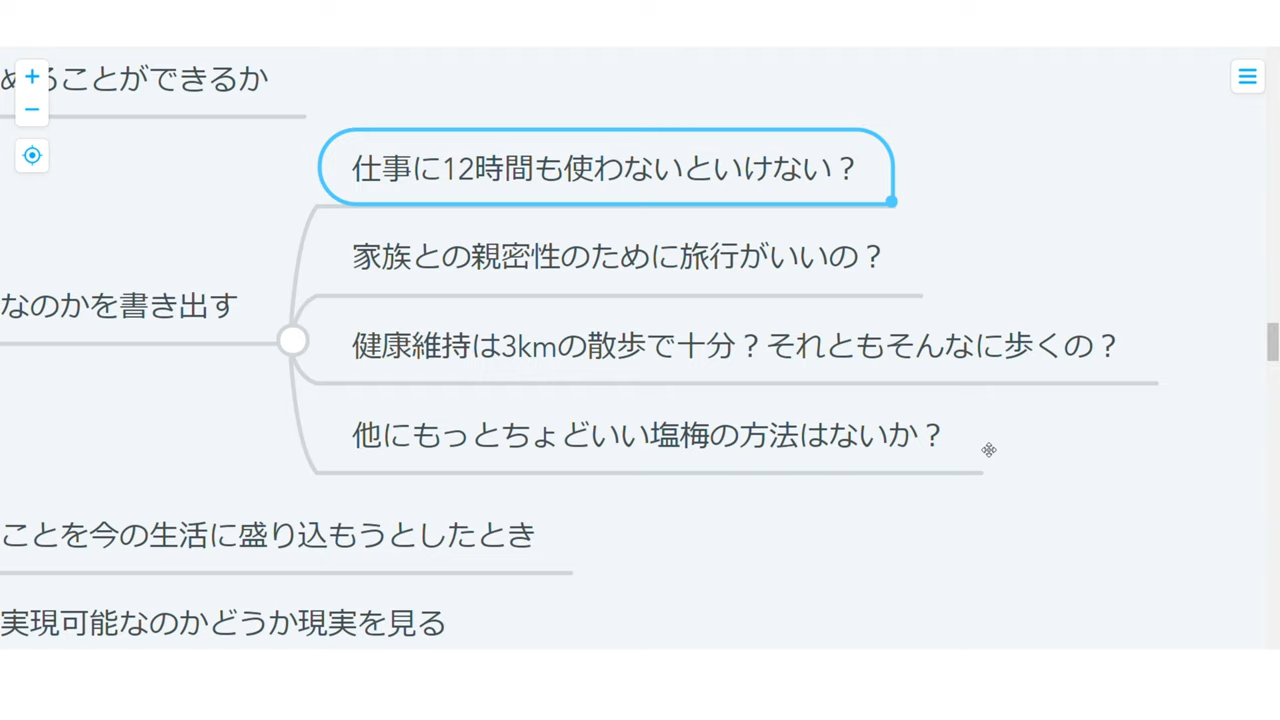 ることができるか
仕事に12時間も使わないといけない？
家族との親密性のために旅行がいいの？
なのかを書き出す
健康維持は3kmの散歩で十分？それともそんなに歩くの？
他にもっとちょどいい塩梅の方法はないか？
ことを今の生活に盛り込もうとしたとき
実現可能なのかどうか現実を見る